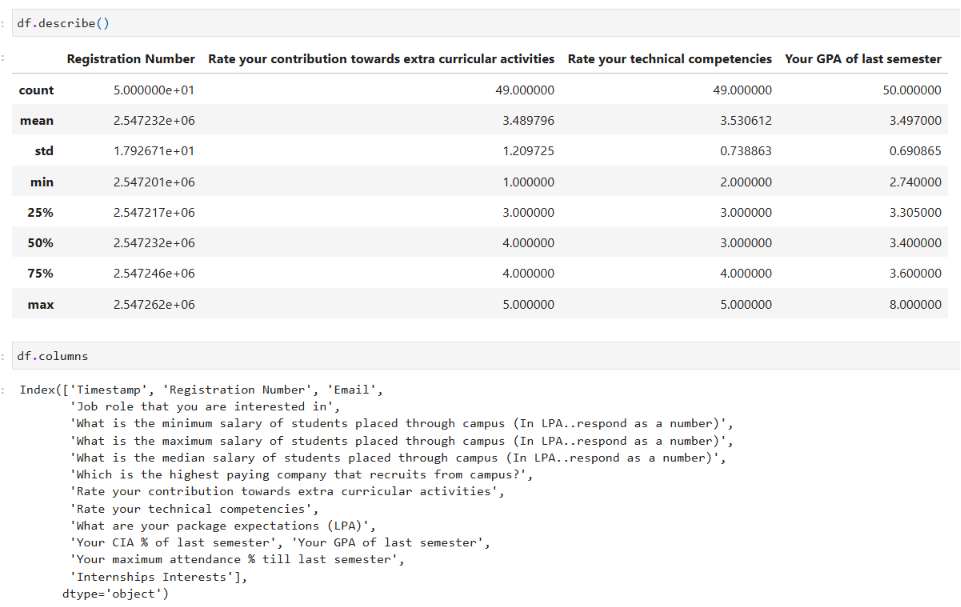 : df.describe()
:
Registration Number Rate your contribution towards extra curricular activities Rate your technical competencies Your GPA of last semester
count 5.000000e+01 49.000000 49.000000 50.000000
mean 2.547232e+06 3.489796 3.530612 3.497000
std 1.792671e+01 1.209725 0.738863 0.690865
min 2.547201e+06 1.000000 2.000000 2.740000
25% 2.547217e+06 3.000000 3.000000 3.305000
50% 2.547232e+06 4.000000 3.000000 3.400000
75% 2.547246e+06 4.000000 4.000000 3.600000
max 2.547262e+06 5.000000 5.000000 8.000000
: df.columns
: Index(['Timestamp', 'Registration Number', 'Email',
'Job role that you are interested in',
'What is the minimum salary of students placed through campus (In LPA..respond as a number)',
'What is the maximum salary of students placed through campus (In LPA..respond as a number)',
'What is the median salary of students placed through campus (In LPA..respond as a number)',
'Which is the highest paying company that recruits from campus?',
'Rate your contribution towards extra curricular activities',
'Rate your technical competencies',
'What are your package expectations (LPA)',
'Your CIA % of last semester', 'Your GPA of last semester',
'Your maximum attendance % till last semester',
'Internships Interests'],
dtype='object')